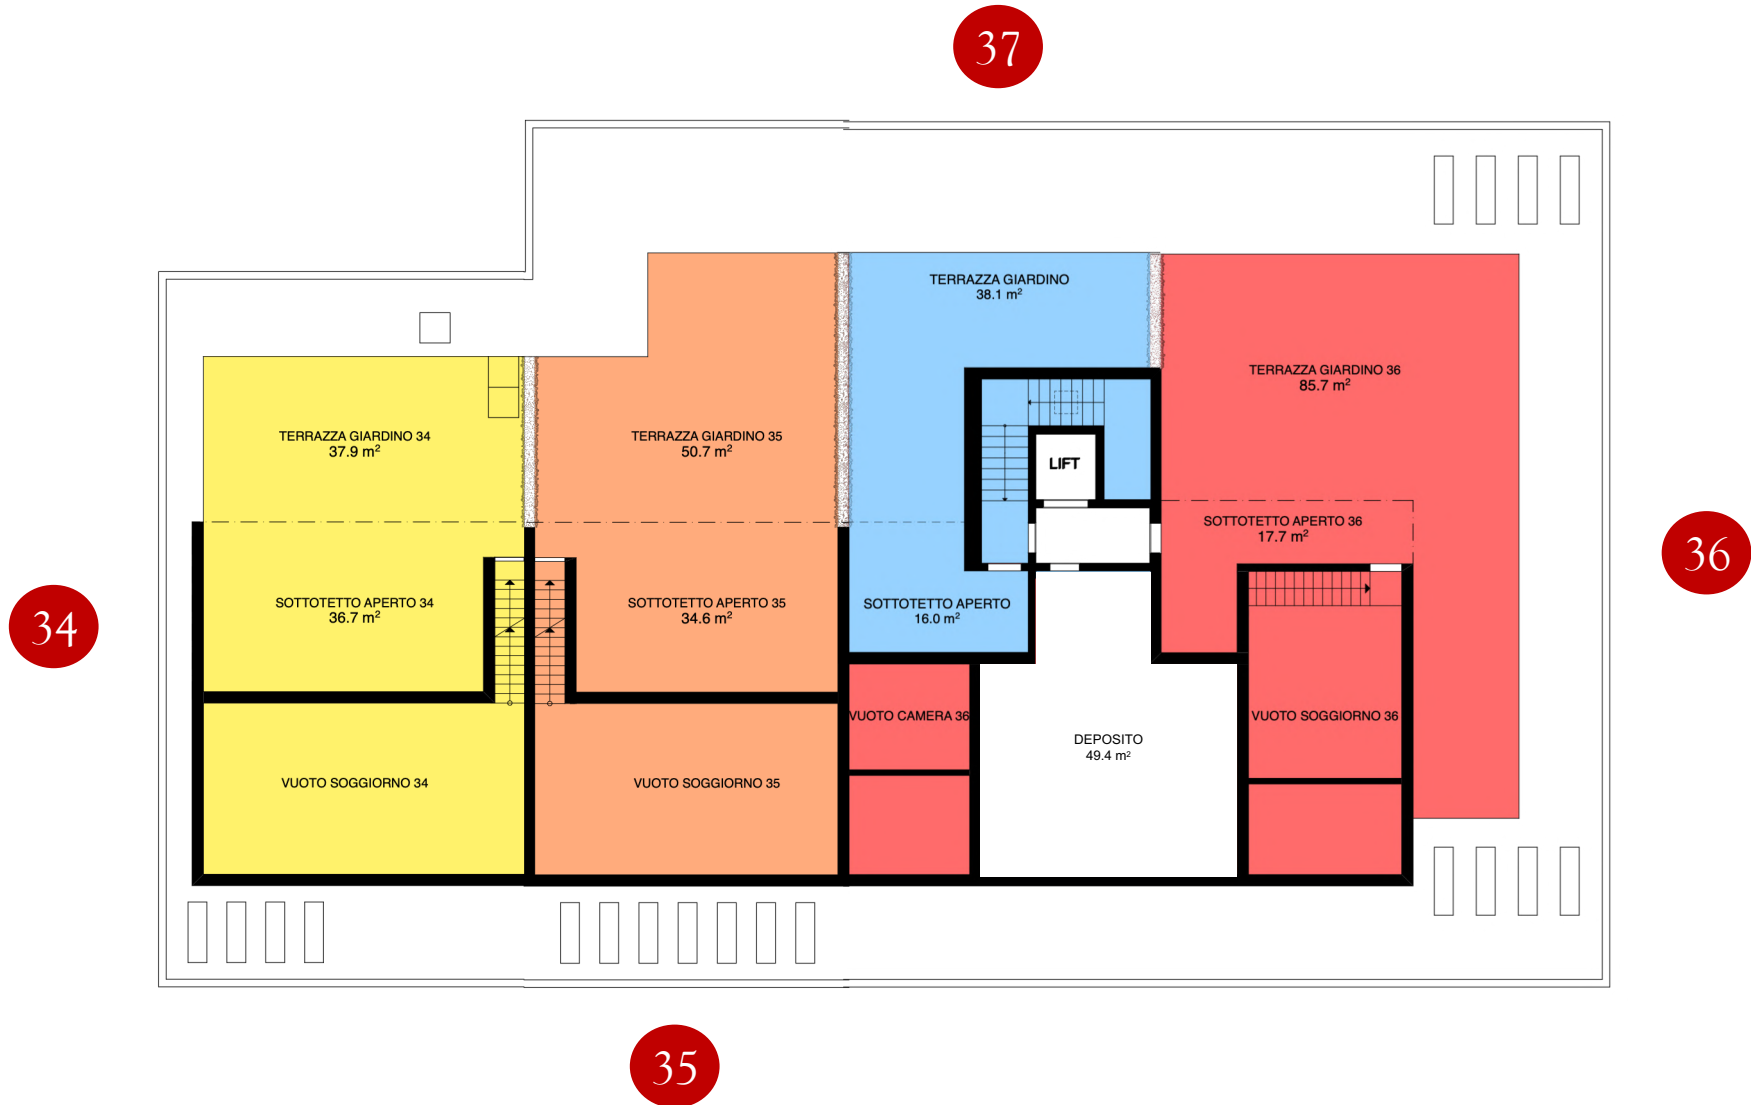 37
TERRAZZA GIARDINO
38.1 m²
TERRAZZA GIARDINO 36
85.7 m²
TERRAZZA GIARDINO 34
37.9 m²
TERRAZZA GIARDINO 35
50.7 m²
LIFT
SOTTOTETTO APERTO 36
17.7 m²
36
34
SOTTOTETTO APERTO 34
36.7 m²
SOTTOTETTO APERTO 35
34.6 m²
SOTTOTETTO APERTO
16.0 m²
VUOTO CAMERA 36
VUOTO SOGGIORNO 36
DEPOSITO
49.4 m²
VUOTO SOGGIORNO 34
VUOTO SOGGIORNO 35
35